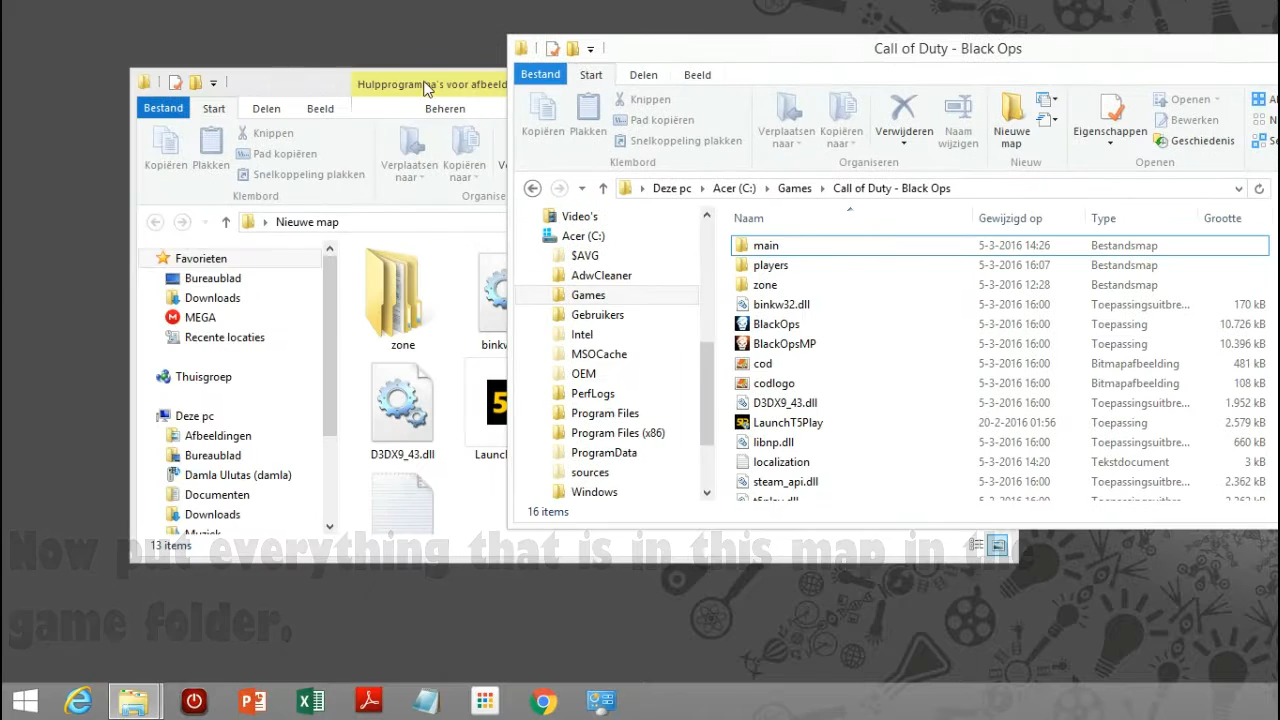 Call of Duty - Black Ops
Bestand Start Delen Beeld
Kopiëren Plakken
Knippen
Pad kopiëren
Snelkoppeling plakken
Klembord
Verplaatsen naar
Kopiëren naar
Verwijderen
Naam wijzigen
Organiseren
Nieuwe map
Nieuw
Eigenschappen
Openen
Bewerken
Geschiedenis
Openen
Deze pc Acer (C:) Games Call of Duty - Black Ops
Video's
Acer (C:)
$AVG
AdwCleaner
Games
Gebruikers
Intel
MSOCache
OEM
PerfLogs
Program Files
Program Files (x86)
ProgramData
sources
Windows
Naam Gewijzigd op Type Grootte
main 5-3-2016 14:26 Bestandsmap
players 5-3-2016 16:07 Bestandsmap
zone 5-3-2016 12:28 Bestandsmap
binkw32.dll 5-3-2016 16:00 Toepassingsuitbre... 170 kB
BlackOps 5-3-2016 16:00 Toepassing 10.726 kB
BlackOpsMP 5-3-2016 16:00 Toepassing 10.396 kB
cod 5-3-2016 16:00 Bitmapafbeelding 481 kB
codlogo 5-3-2016 16:00 Bitmapafbeelding 108 kB
D3DX9_43.dll 5-3-2016 16:00 Toepassingsuitbre... 1.952 kB
LaunchT5Play 20-2-2016 01:56 Toepassing 2.579 kB
libnp.dll 5-3-2016 16:00 Toepassingsuitbre... 660 kB
localization 5-3-2016 14:20 Tekstdocument 3 kB
steam_api.dll 5-3-2016 16:00 Toepassingsuitbre... 2.362 kB
16 items
Hulpprogramma's voor afbeeld
Bestand Start Delen Beeld Beheren
Kopiëren Plakken
Knippen
Pad kopiëren
Snelkoppeling plakken
Klembord
Verplaatsen naar
Kopiëren naar
Organise
Nieuwe map
Favorieten
Bureaublad
Downloads
MEGA
Recente locaties
Thuisgroep
Deze pc
Afbeeldingen
Bureaublad
Damla Ulutas (damla)
Documenten
Downloads
Muziek
zone
binkw
D3DX9_43.dll
Launch
13 items
Now put everything that is in this map in the
game folder.